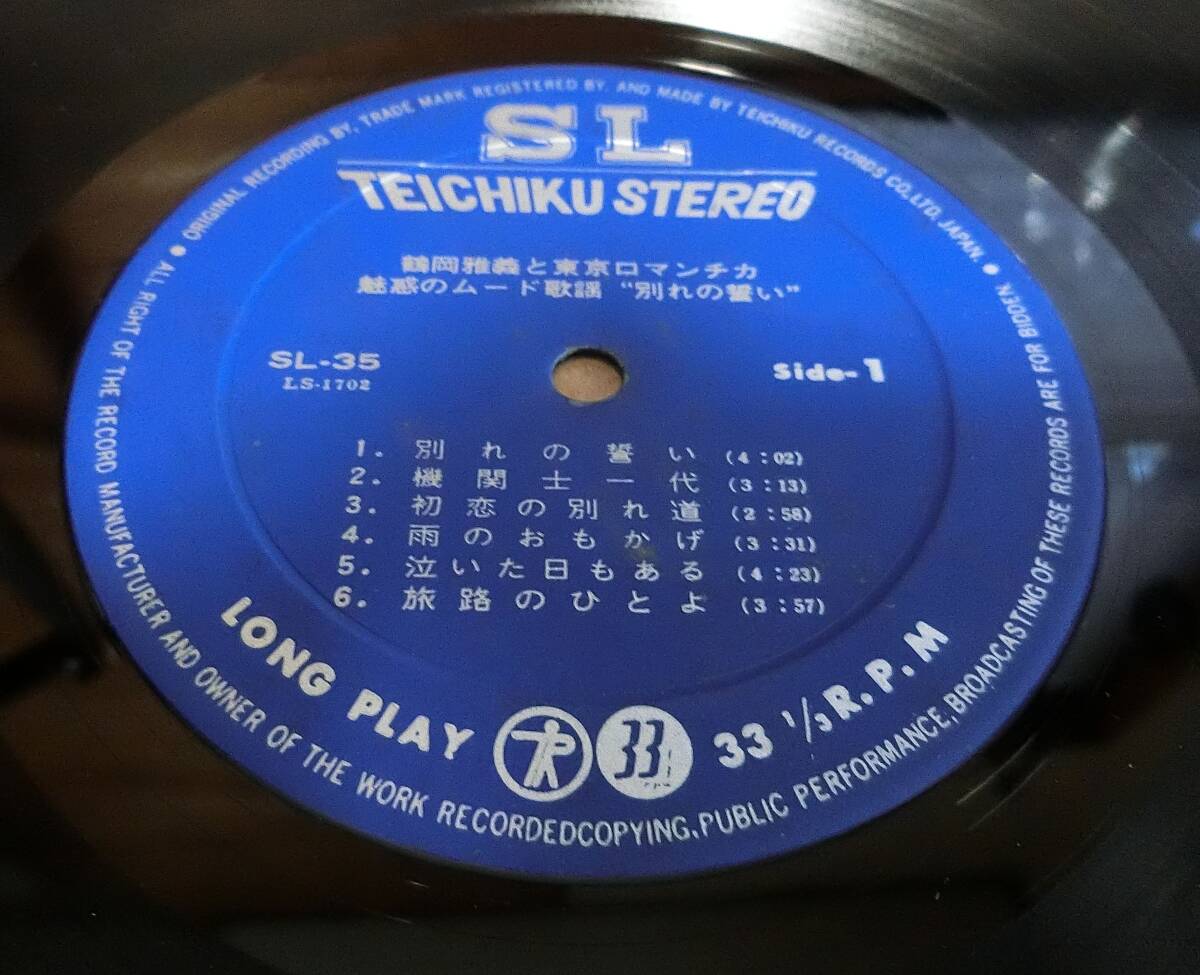 SL
TEICHIKU STEREO
鶴岡雅義と東京ロマンチカ
魅惑のムード歌謡 "別れの誓い"
SL-35
LS-1702
Side-1
1. 別れの誓い (4:02)
2. 機関士一代 (3:13)
3. 初恋の別れ道 (2:58)
4. 雨のおもかげ (3:31)
5. 泣いた日もある (4:23)
6. 旅路のひとよ (3:57)
LONG PLAY
33
33 1/3 R.P.M
● ORIGINAL RECORDING BY, TRADE MARK REGISTERED BY, AND MADE BY TEICHIKU RECORDS CO., LTD, JAPAN. ●
ALL RIGHT OF THE RECORD MANUFACTURER AND OWNER OF THE WORK RECORDEDCOPYING, PUBLIC PERFORMANCE, BROADCASTING OF THESE RECORDS ARE FOR BIDDEN.